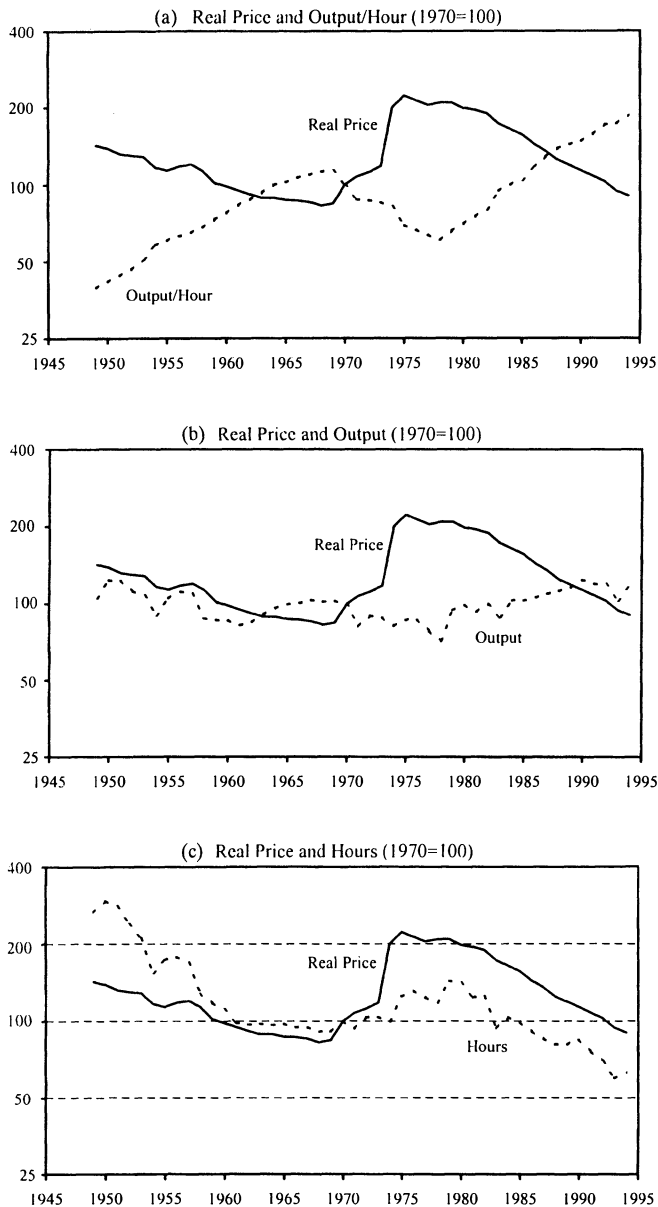 (a) Real Price and Output/Hour (1970=100)
400
200
100
50
25
Real Price
Output/Hour
1945 1950 1955 1960 1965 1970 1975 1980 1985 1990 1995
(b) Real Price and Output (1970=100)
400
200
100
50
25
Real Price
Output
1945 1950 1955 1960 1965 1970 1975 1980 1985 1990 1995
(c) Real Price and Hours (1970=100)
400
200
100
50
25
Real Price
Hours
1945 1950 1955 1960 1965 1970 1975 1980 1985 1990 1995